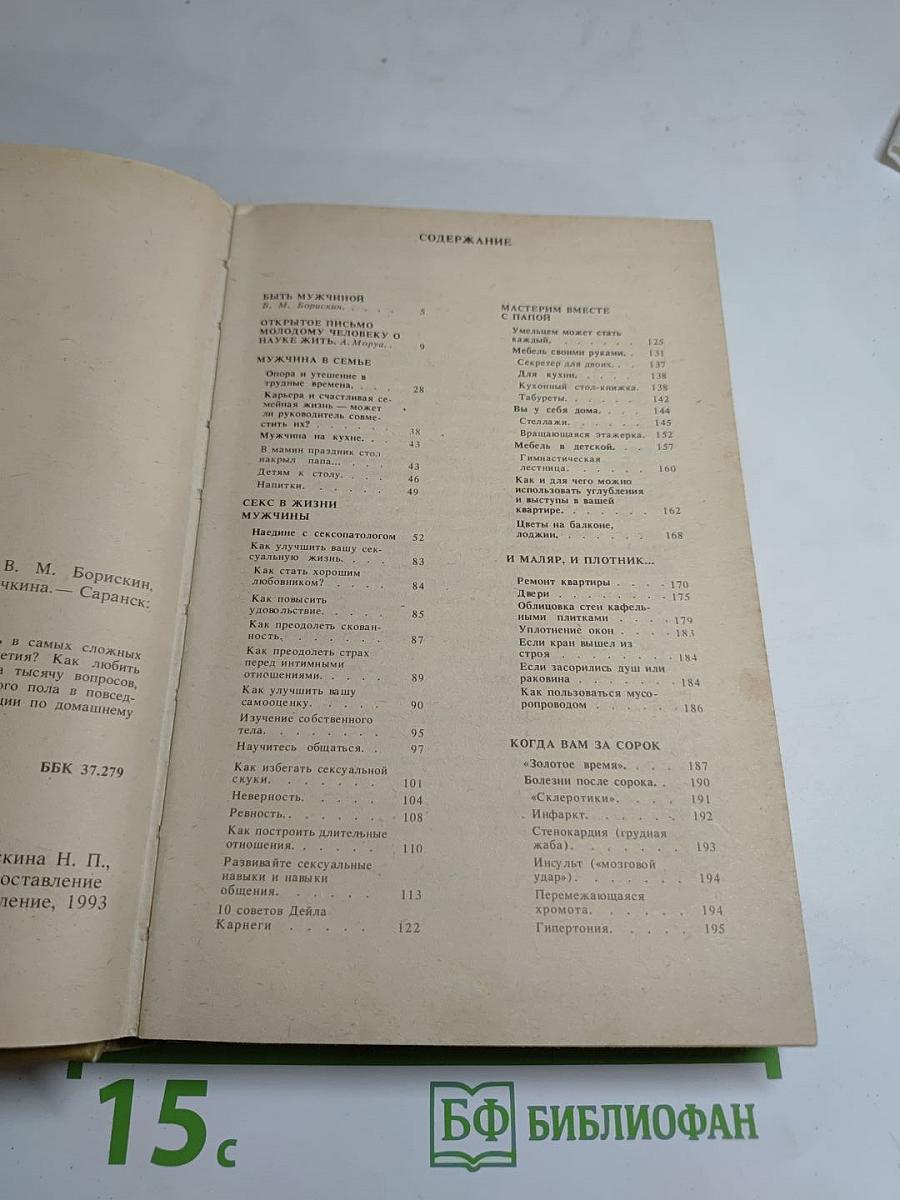 В. М. Борискин,
чкина.— Саранск:
ь в самых сложных
етия? Как любить
а тысячу вопросов,
ого пола в повсед-
ции по домашнему
ББК 37.279
скина Н. П.,
оставление
ление, 1993
СОДЕРЖАНИЕ
БЫТЬ МУЖЧИНОЙ
В. М. Борискин. . . . . 5
ОТКРЫТОЕ ПИСЬМО
МОЛОДОМУ ЧЕЛОВЕКУ О
НАУКЕ ЖИТЬ. А. Моруа. . 9
МУЖЧИНА В СЕМЬЕ
Опора и утешение в
трудные времена. . . . 28
Карьера и счастливая се-
мейная жизнь — может
ли руководитель совме-
стить их? . . . . . 38
Мужчина на кухне. . . 43
В мамин праздник стол
накрыл папа... . . . 43
Детям к столу. . . . 46
Напитки. . . . . . 49
СЕКС В ЖИЗНИ
МУЖЧИНЫ
Наедине с сексопатологом 52
Как улучшить вашу сек-
суальную жизнь. . . . 83
Как стать хорошим
любовником? . . . . 84
Как повысить
удовольствие. . . . . 85
Как преодолеть скован-
ность. . . . . . . 87
Как преодолеть страх
перед интимными
отношениями. . . . . 89
Как улучшить вашу
самооценку. . . . . 90
Изучение собственного
тела. . . . . . . 95
Научитесь общаться. . 97
Как избегать сексуальной
скуки. . . . . . . 101
Неверность. . . . . 104
Ревность. . . . . . 108
Как построить длительные
отношения. . . . . 110
Развивайте сексуальные
навыки и навыки
общения. . . . . . 113
10 советов Дейла
Карнеги . . . . . 122
МАСТЕРИМ ВМЕСТЕ
С ПАПОЙ
Умельцем может стать
каждый. . . . . . . 125
Мебель своими руками. . 131
Секретер для двоих. . . 137
Для кухни. . . . . 138
Кухонный стол-книжка. 138
Табуреты. . . . . . 142
Вы у себя дома. . . . 144
Стеллажи. . . . . 145
Вращающаяся этажерка. 152
Мебель в детской. . . 157
Гимнастическая
лестница. . . . . . 160
Как и для чего можно
использовать углубления
и выступы в вашей
квартире. . . . . . 162
Цветы на балконе,
лоджии. . . . . . . 168
И МАЛЯР, И ПЛОТНИК...
Ремонт квартиры . . . . 170
Двери . . . . . . . 175
Облицовка стен кафель-
ными плитками . . . . 179
Уплотнение окон . . . 183
Если кран вышел из
строя . . . . . . . 184
Если засорились душ или
раковина . . . . . . 184
Как пользоваться мусо-
ропроводом . . . . . 186
КОГДА ВАМ ЗА СОРОК
«Золотое время». . . . 187
Болезни после сорока. . 190
«Склеротики». . . . 191
Инфаркт. . . . . . 192
Стенокардия (грудная
жаба). . . . . . . 193
Инсульт («мозговой
удар»). . . . . . . 194
Перемежающаяся
хромота. . . . . . 194
Гипертония. . . . . 195
15 с
БФ БИБЛИОФАН